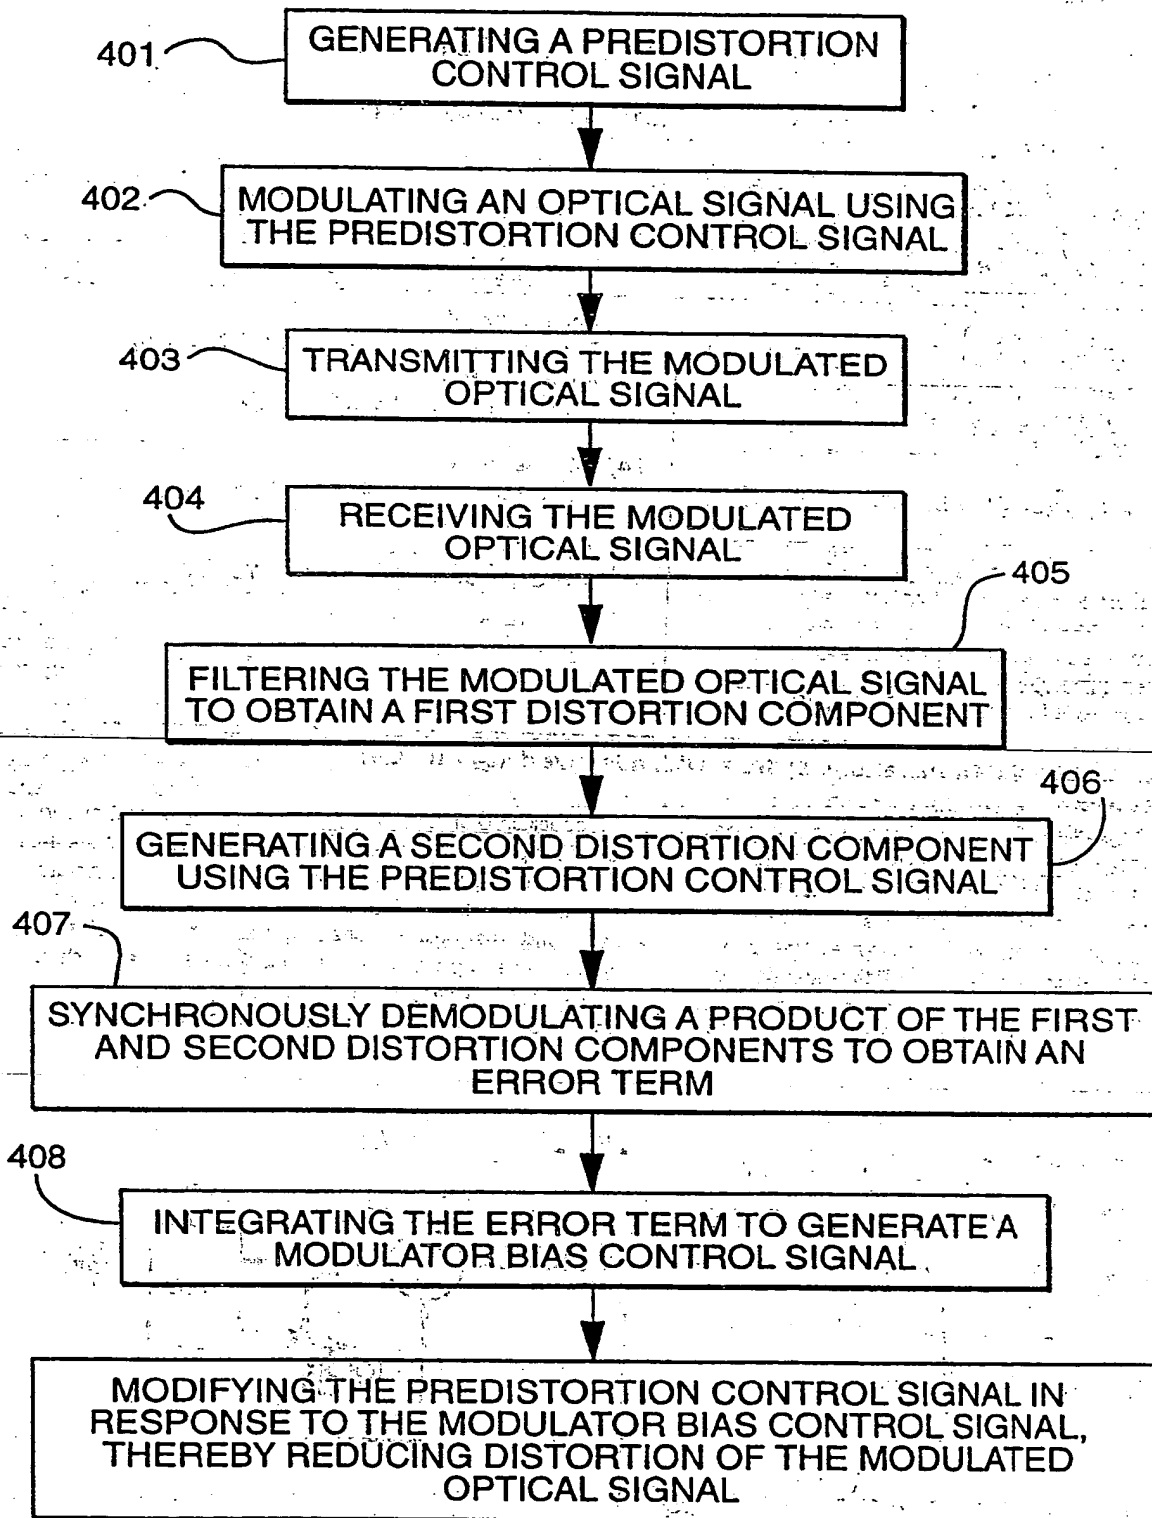 401
GENERATING A PREDISTORTION
CONTROL SIGNAL
402
MODULATING AN OPTICAL SIGNAL USING
THE PREDISTORTION CONTROL SIGNAL
403
TRANSMITTING THE MODULATED
OPTICAL SIGNAL
404
RECEIVING THE MODULATED
OPTICAL SIGNAL
405
FILTERING THE MODULATED OPTICAL SIGNAL
TO OBTAIN A FIRST DISTORTION COMPONENT
406
GENERATING A SECOND DISTORTION COMPONENT
USING THE PREDISTORTION CONTROL SIGNAL
407
SYNCHRONOUSLY DEMODULATING A PRODUCT OF THE FIRST
AND SECOND DISTORTION COMPONENTS TO OBTAIN AN
ERROR TERM
408
INTEGRATING THE ERROR TERM TO GENERATE A
MODULATOR BIAS CONTROL SIGNAL
MODIFYING THE PREDISTORTION CONTROL SIGNAL IN
RESPONSE TO THE MODULATOR BIAS CONTROL SIGNAL,
THEREBY REDUCING DISTORTION OF THE MODULATED
OPTICAL SIGNAL